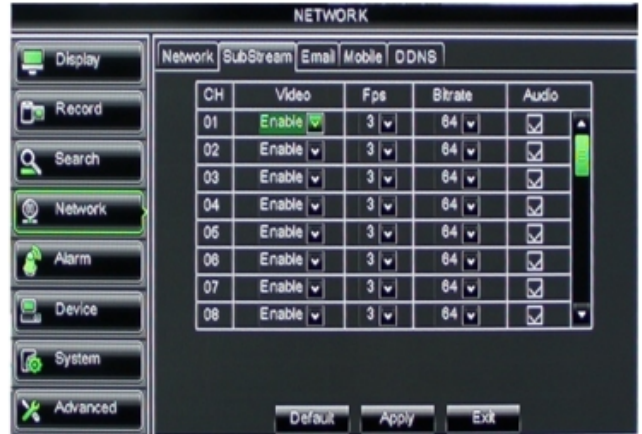 NETWORK
Display
Record
Search
Network
Alarm
Device
System
Advanced
Network SubStream Email Mobile DDNS
CH Video Fps Bitrate Audio
01 Enable 3 64
02 Enable 3 64
03 Enable 3 64
04 Enable 3 64
05 Enable 3 64
06 Enable 3 64
07 Enable 3 64
08 Enable 3 64
Default Apply Exit